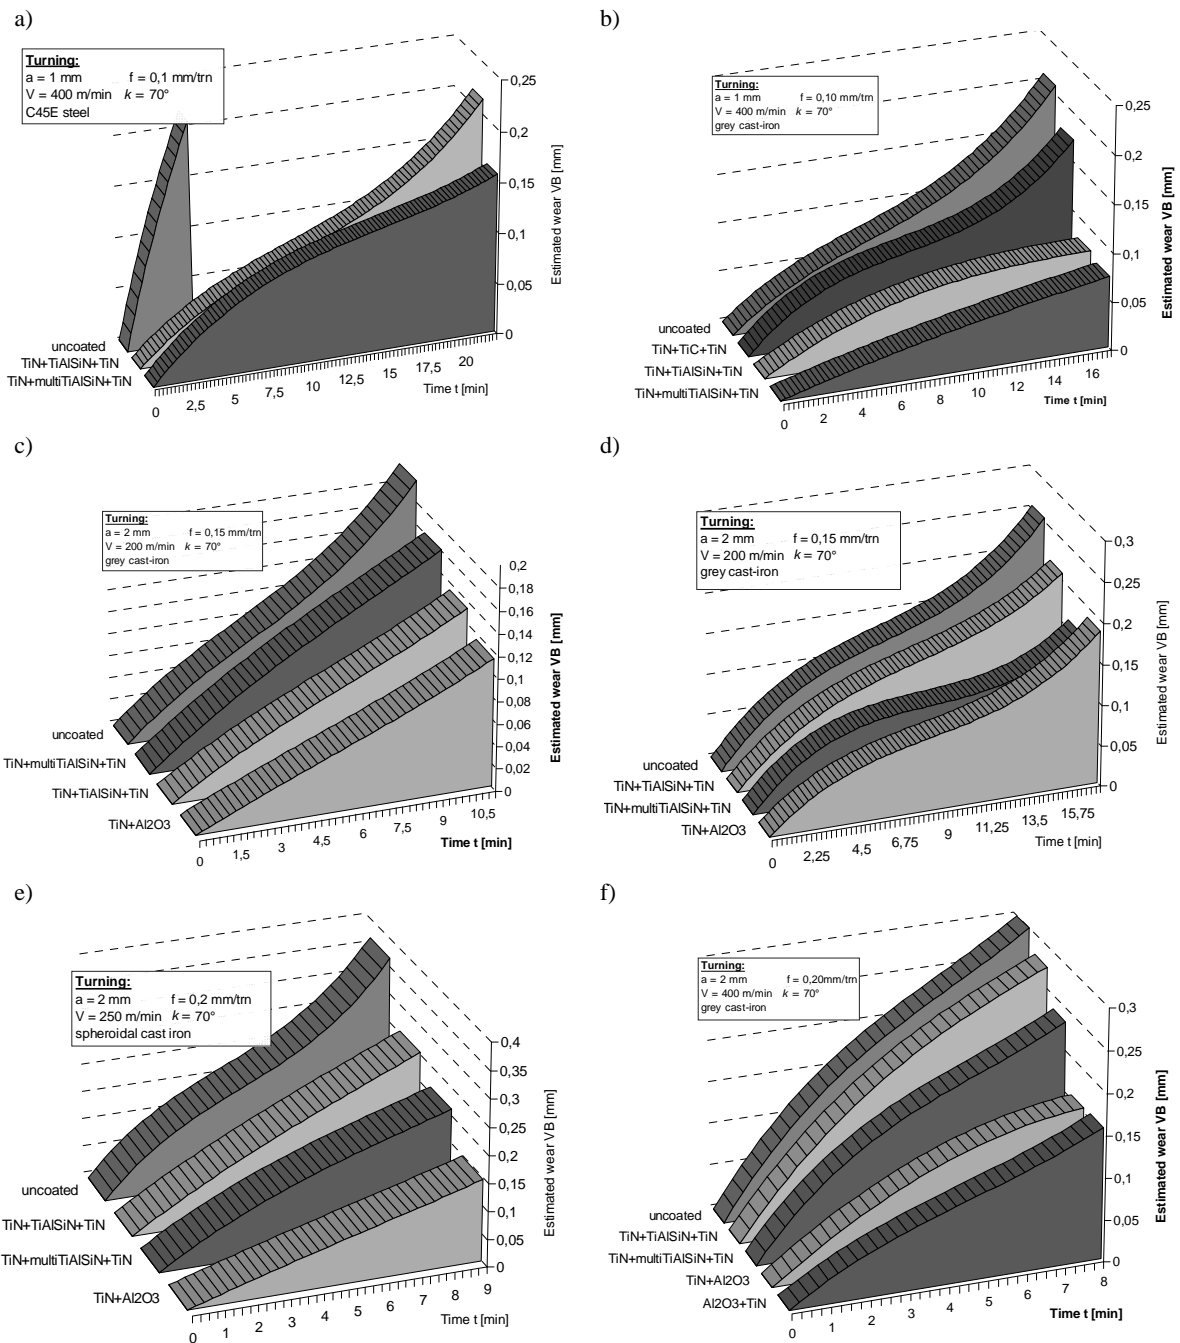 a)
Turning:
a = 1 mm f = 0,1 mm/trn
V = 400 m/min k = 70°
C45E steel
0,25
0,2
0,15
0,1
0,05
0
Estimated wear VB [mm]
uncoated
TiN+TiAlSiN+TiN
TiN+multiTiAlSiN+TiN
0 2,5 5 7,5 10 12,5 15 17,5 20
Time t [min]
b)
Turning:
a = 1 mm f = 0,10 mm/trn
V = 400 m/min k = 70°
grey cast-iron
0,25
0,2
0,15
0,1
0,05
0
Estimated wear VB [mm]
uncoated
TiN+TiC+TiN
TiN+TiAlSiN+TiN
TiN+multiTiAlSiN+TiN
0 2 4 6 8 10 12 14 16
Time t [min]
c)
Turning:
a = 2 mm f = 0,15 mm/trn
V = 200 m/min k = 70°
grey cast-iron
0,2
0,18
0,16
0,14
0,12
0,1
0,08
0,06
0,04
0,02
0
Estimated wear VB [mm]
uncoated
TiN+multiTiAlSiN+TiN
TiN+TiAlSiN+TiN
TiN+Al2O3
0 1,5 3 4,5 6 7,5 9 10,5
Time t [min]
d)
Turning:
a = 2 mm f = 0,15 mm/trn
V = 200 m/min k = 70°
grey cast-iron
0,3
0,25
0,2
0,15
0,1
0,05
0
Estimated wear VB [mm]
uncoated
TiN+TiAlSiN+TiN
TiN+multiTiAlSiN+TiN
TiN+Al2O3
0 2,25 4,5 6,75 9 11,25 13,5 15,75
Time t [min]
e)
Turning:
a = 2 mm f = 0,2 mm/trn
V = 250 m/min k = 70°
spheroidal cast iron
0,4
0,35
0,3
0,25
0,2
0,15
0,1
0,05
0
Estimated wear VB [mm]
uncoated
TiN+TiAlSiN+TiN
TiN+multiTiAlSiN+TiN
TiN+Al2O3
0 1 2 3 4 5 6 7 8 9
Time t [min]
f)
Turning:
a = 2 mm f = 0,20mm/trn
V = 400 m/min k = 70°
grey cast-iron
0,3
0,25
0,2
0,15
0,1
0,05
0
Estimated wear VB [mm]
uncoated
TiN+TiAlSiN+TiN
TiN+multiTiAlSiN+TiN
TiN+Al2O3
Al2O3+TiN
0 1 2 3 4 5 6 7 8
Time t [min]